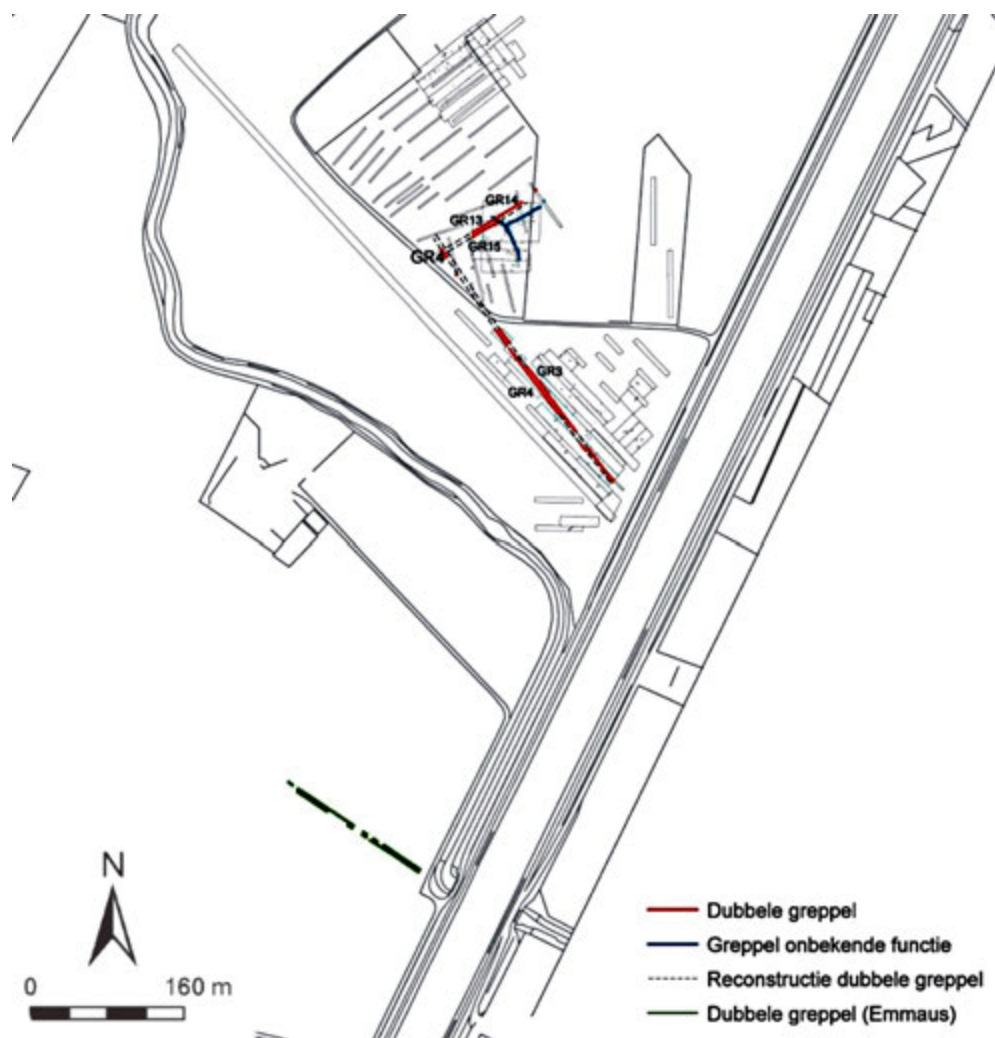 GR14
GR13
GR15
GR4
GR3
GR4
N
0 160 m
Dubbele greppel
Greppel onbekende functie
Reconstructie dubbele greppel
Dubbele greppel (Emmaus)